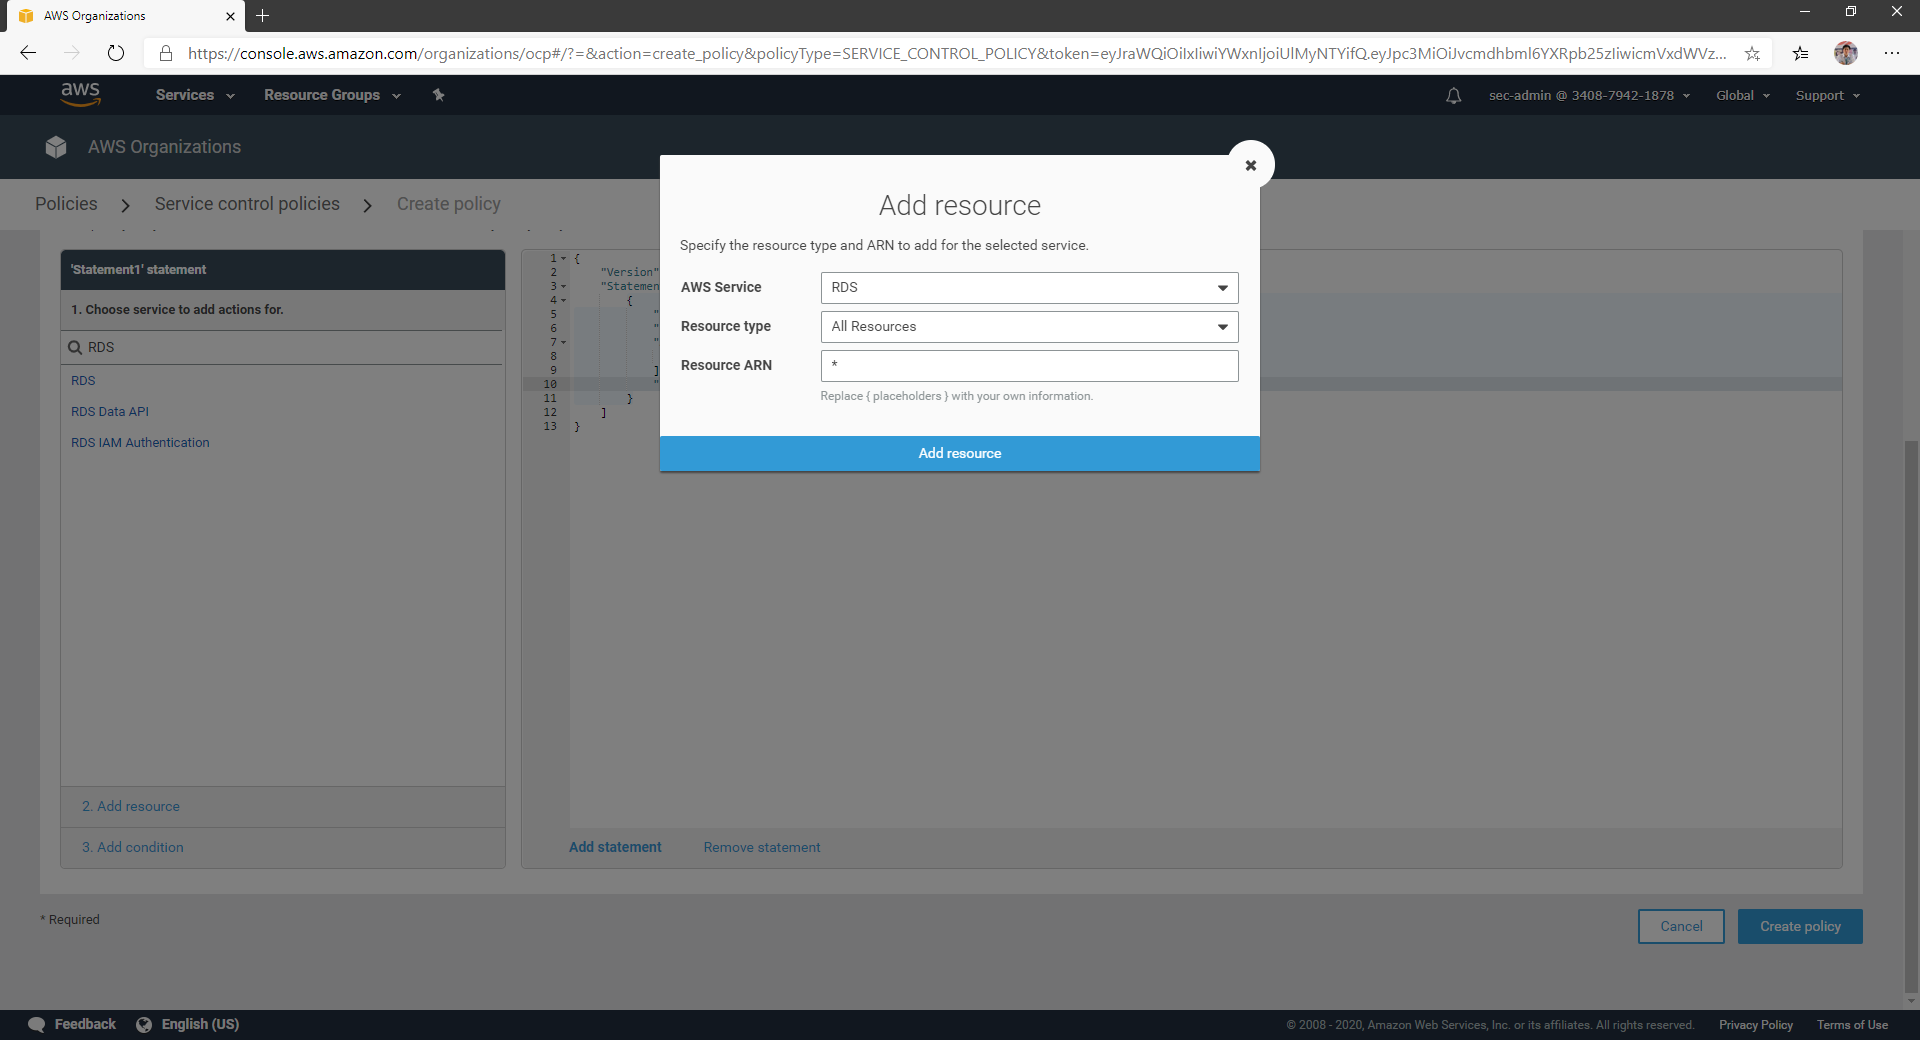 AWS Organizations
https://console.aws.amazon.com/organizations/ocp#/?=&action=create_policy&policyType=SERVICE_CONTROL_POLICY&token=eyJraWQiOiIxIiwiYWxnIjoiUlMyNTYifQ.eyJpc3MiOiJvcmdhbml6YXRpb25zIiwicmVxdWVz...
aws Services Resource Groups sec-admin @ 3408-7942-1878 Global Support
AWS Organizations
Policies Service control policies Create policy
'Statement1' statement
1. Choose service to add actions for.
RDS
RDS
RDS Data API
RDS IAM Authentication
2. Add resource
3. Add condition
1 {
2 "Version"
3 "Statemen
4 {
5 "
6 "
7 "
8
9 ]
10 "
11 }
12 ]
13 }
Add statement Remove statement
Add resource
Specify the resource type and ARN to add for the selected service.
AWS Service RDS
Resource type All Resources
Resource ARN *
Replace { placeholders } with your own information.
Add resource
* Required
Cancel Create policy
Feedback English (US) © 2008 - 2020, Amazon Web Services, Inc. or its affiliates. All rights reserved. Privacy Policy Terms of Use